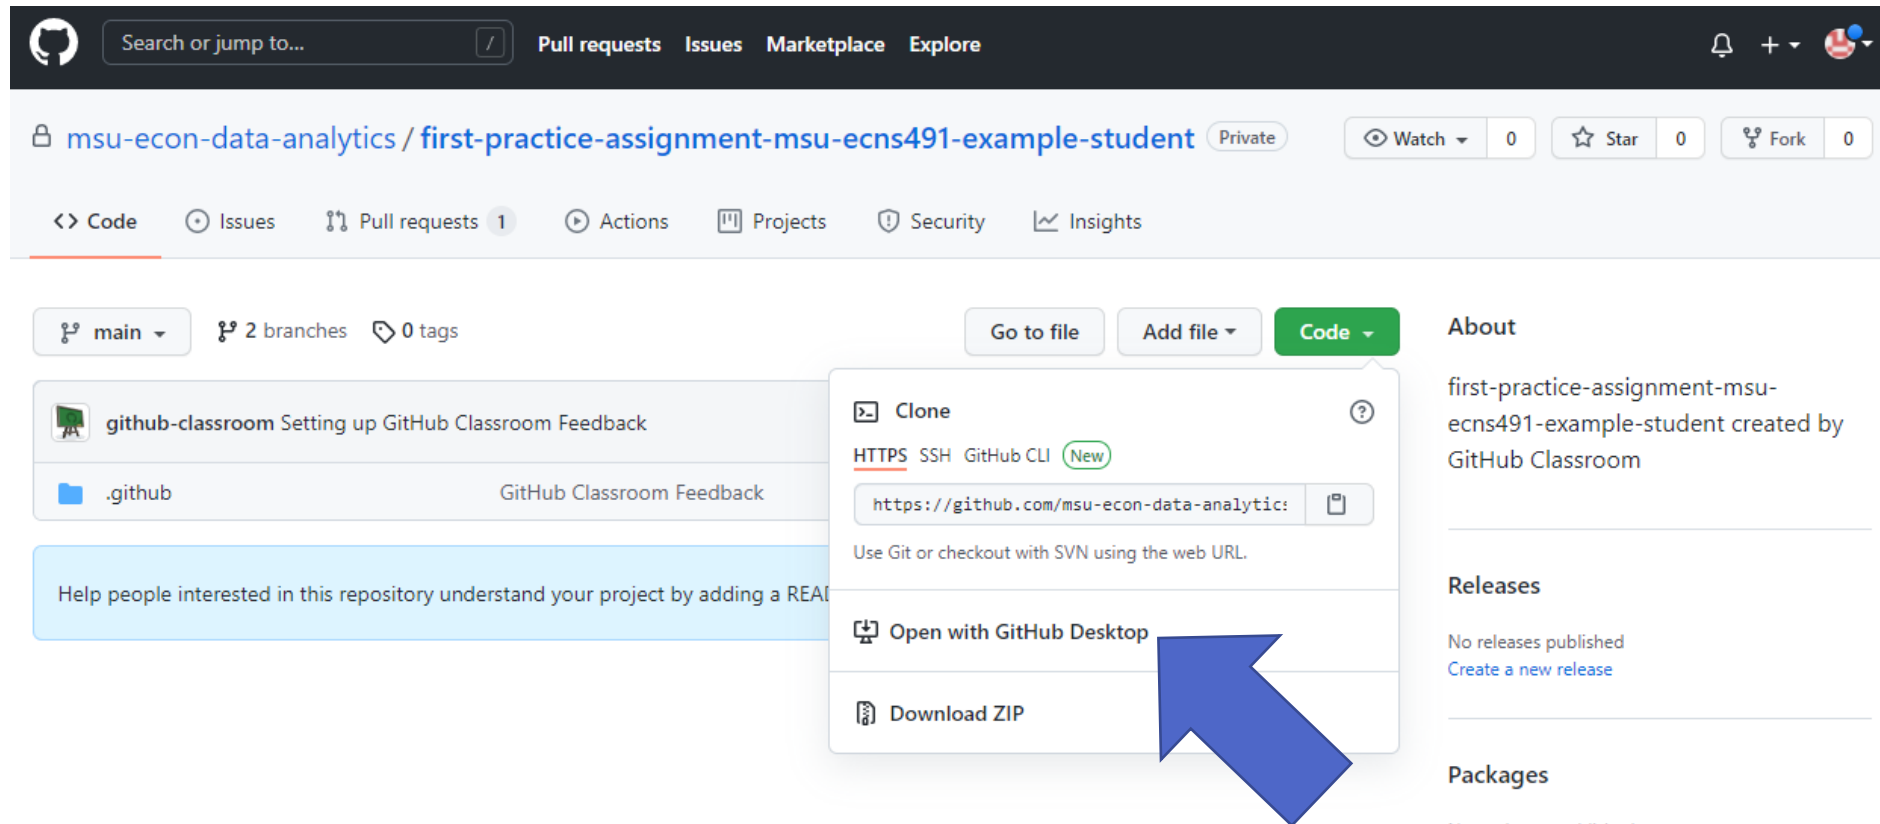 Search or jump to... /
Pull requests Issues Marketplace Explore
msu-econ-data-analytics / first-practice-assignment-msu-ecns491-example-student Private
Watch 0 Star 0 Fork 0
Code Issues Pull requests 1 Actions Projects Security Insights
main 2 branches 0 tags
Go to file Add file Code
github-classroom Setting up GitHub Classroom Feedback
.github GitHub Classroom Feedback
Help people interested in this repository understand your project by adding a
Clone
HTTPS SSH GitHub CLI New
https://github.com/msu-econ-data-analytic
Use Git or checkout with SVN using the web URL.
Open with GitHub Desktop
Download ZIP
About
first-practice-assignment-msu-
ecns491-example-student created by
GitHub Classroom
Releases
No releases published
Create a new release
Packages